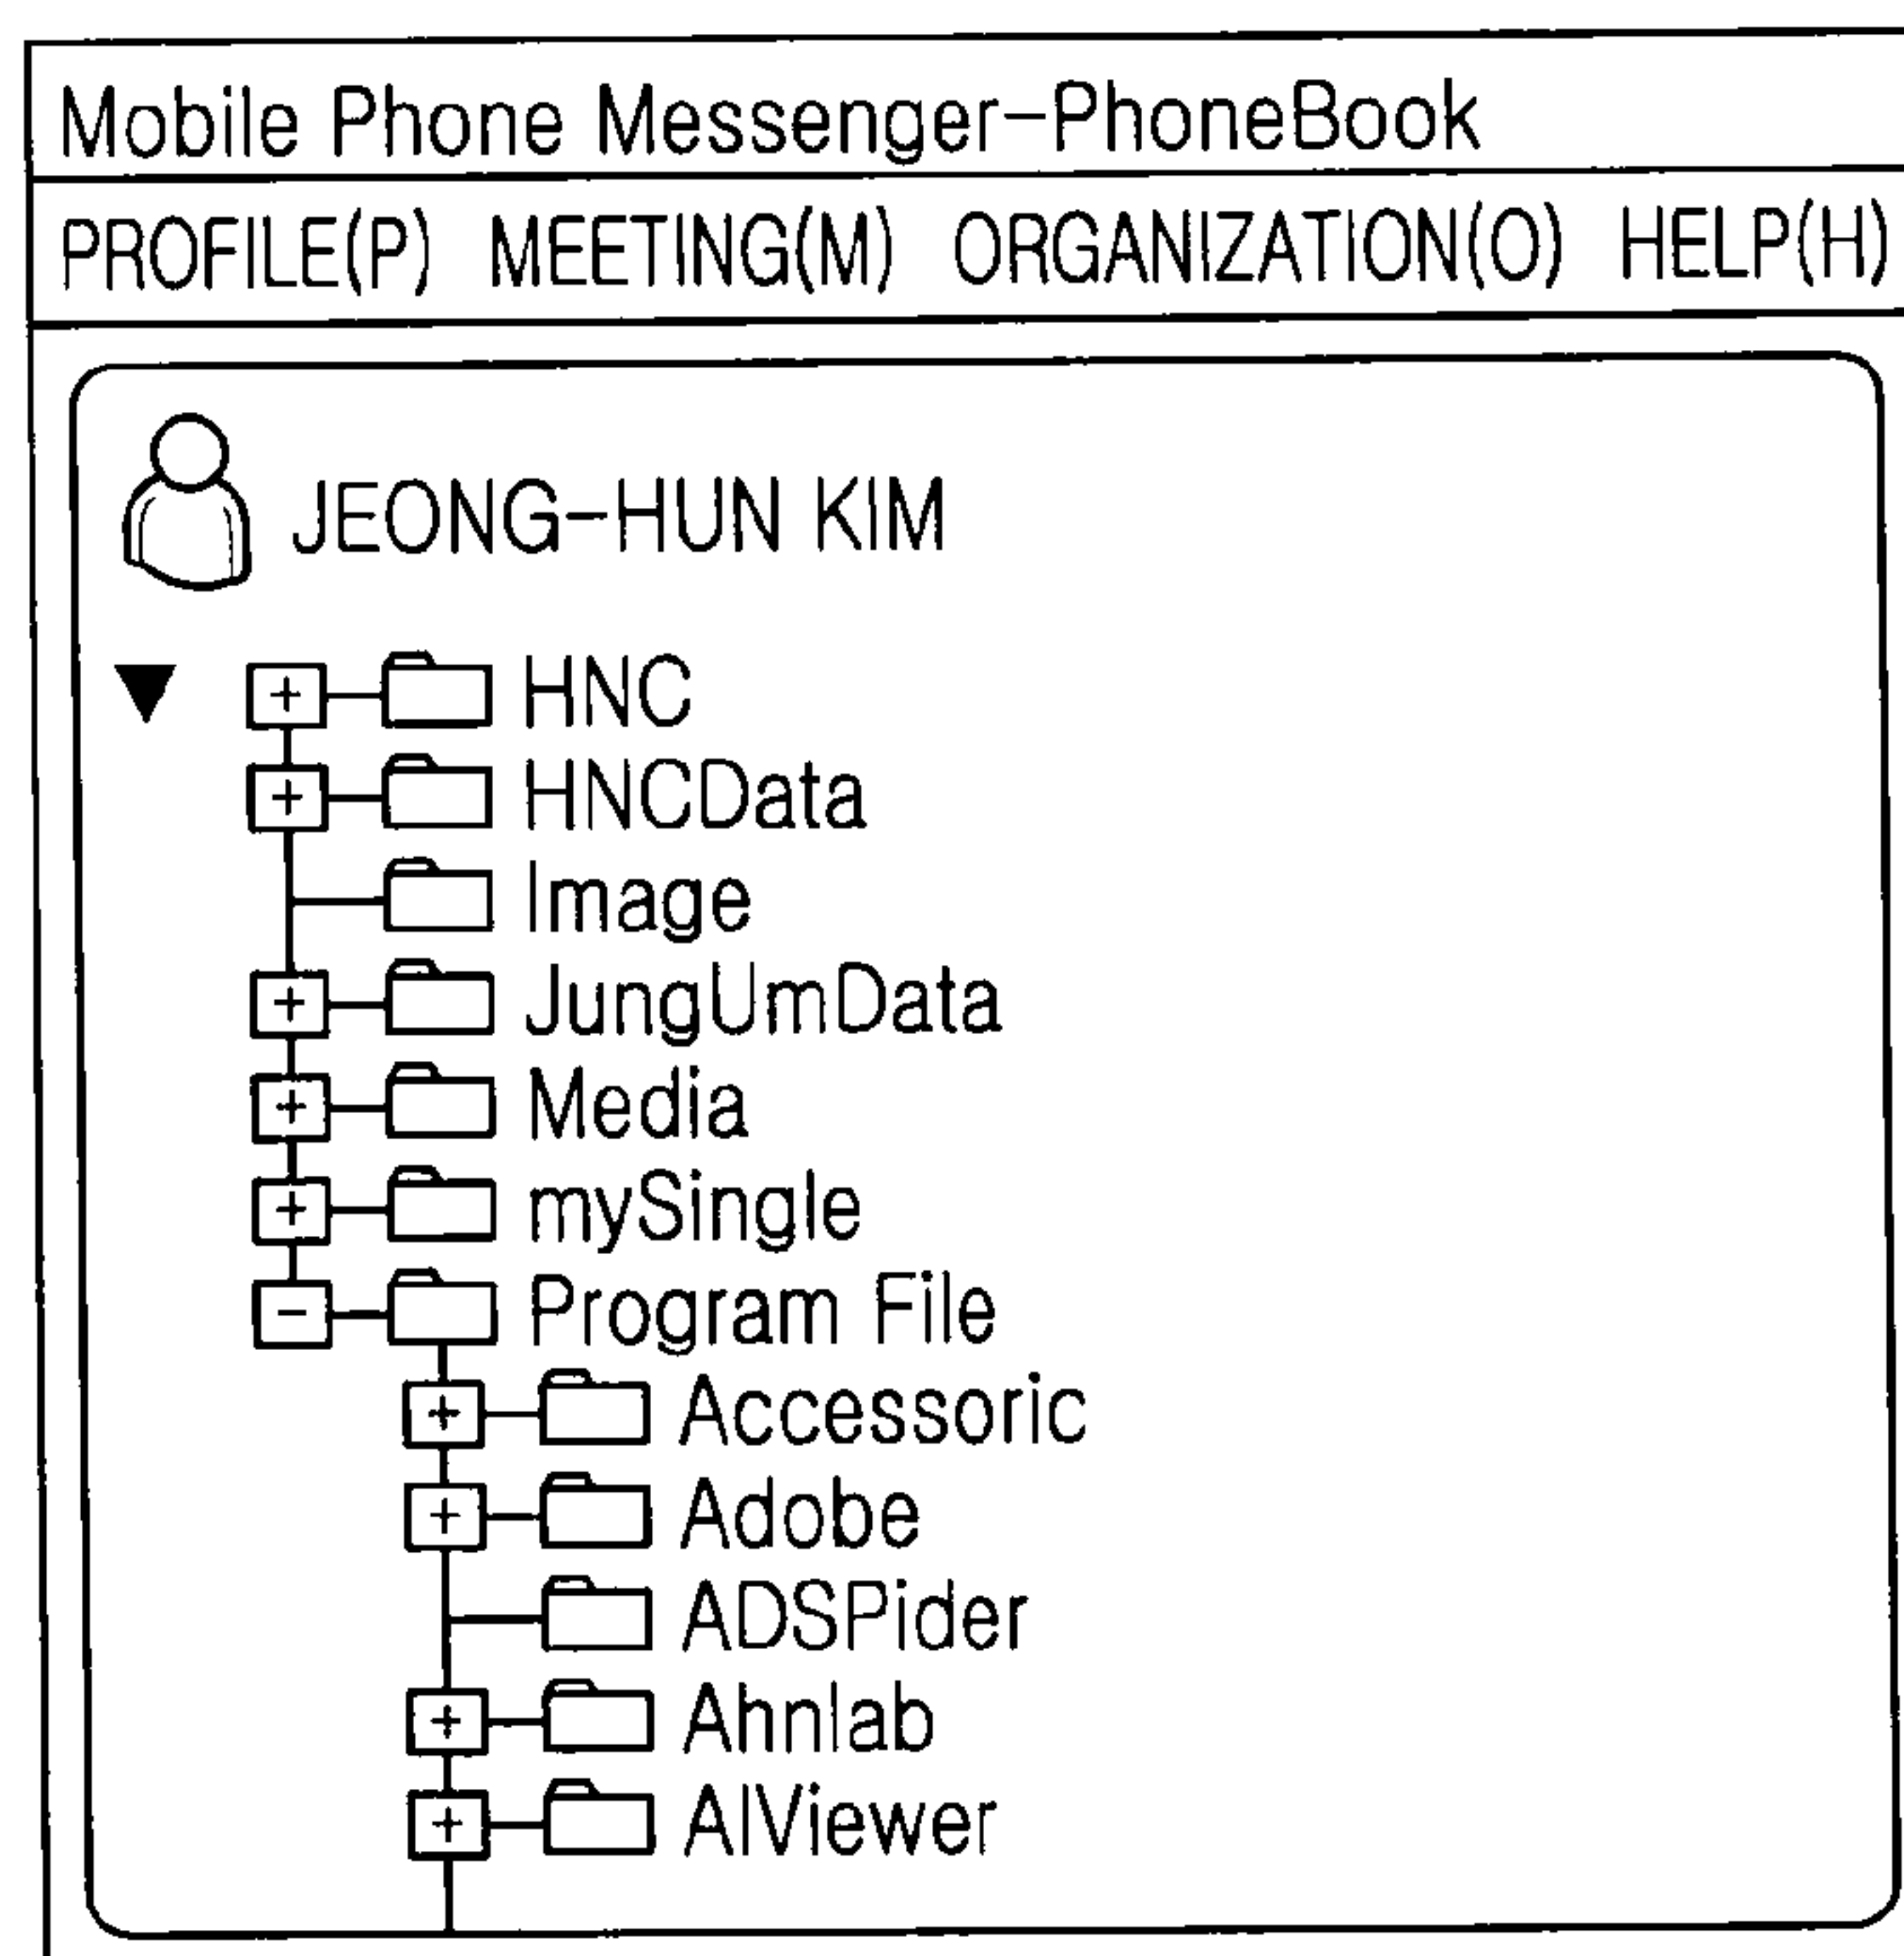 Mobile Phone Messenger-PhoneBook
PROFILE(P) MEETING(M) ORGANIZATION(O) HELP(H)
JEONG-HUN KIM
HNC
HNCData
Image
JungUmData
Media
mySingle
Program File
Accessoric
Adobe
ADSPider
Ahnlab
AIViewer